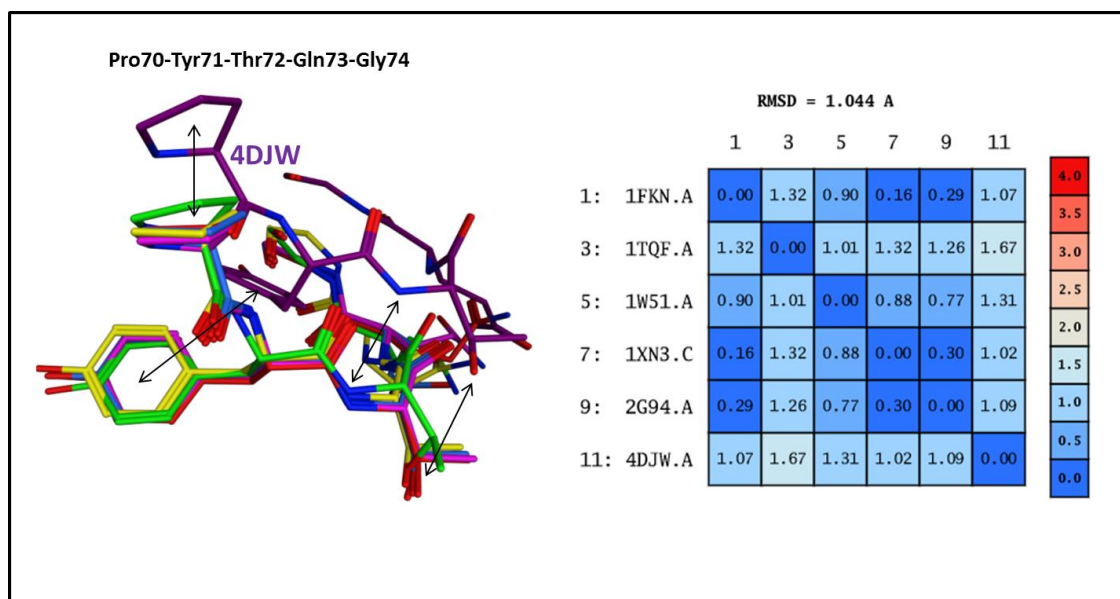 Pro70-Tyr71-Thr72-Gln73-Gly74
4DJW
RMSD = 1.044 A
1 3 5 7 9 11
1: 1FKN.A 0.00 1.32 0.90 0.16 0.29 1.07
3: 1TQF.A 1.32 0.00 1.01 1.32 1.26 1.67
5: 1W51.A 0.90 1.01 0.00 0.88 0.77 1.31
7: 1XN3.C 0.16 1.32 0.88 0.00 0.30 1.02
9: 2G94.A 0.29 1.26 0.77 0.30 0.00 1.09
11: 4DJW.A 1.07 1.67 1.31 1.02 1.09 0.00
4.0
3.5
3.0
2.5
2.0
1.5
1.0
0.5
0.0